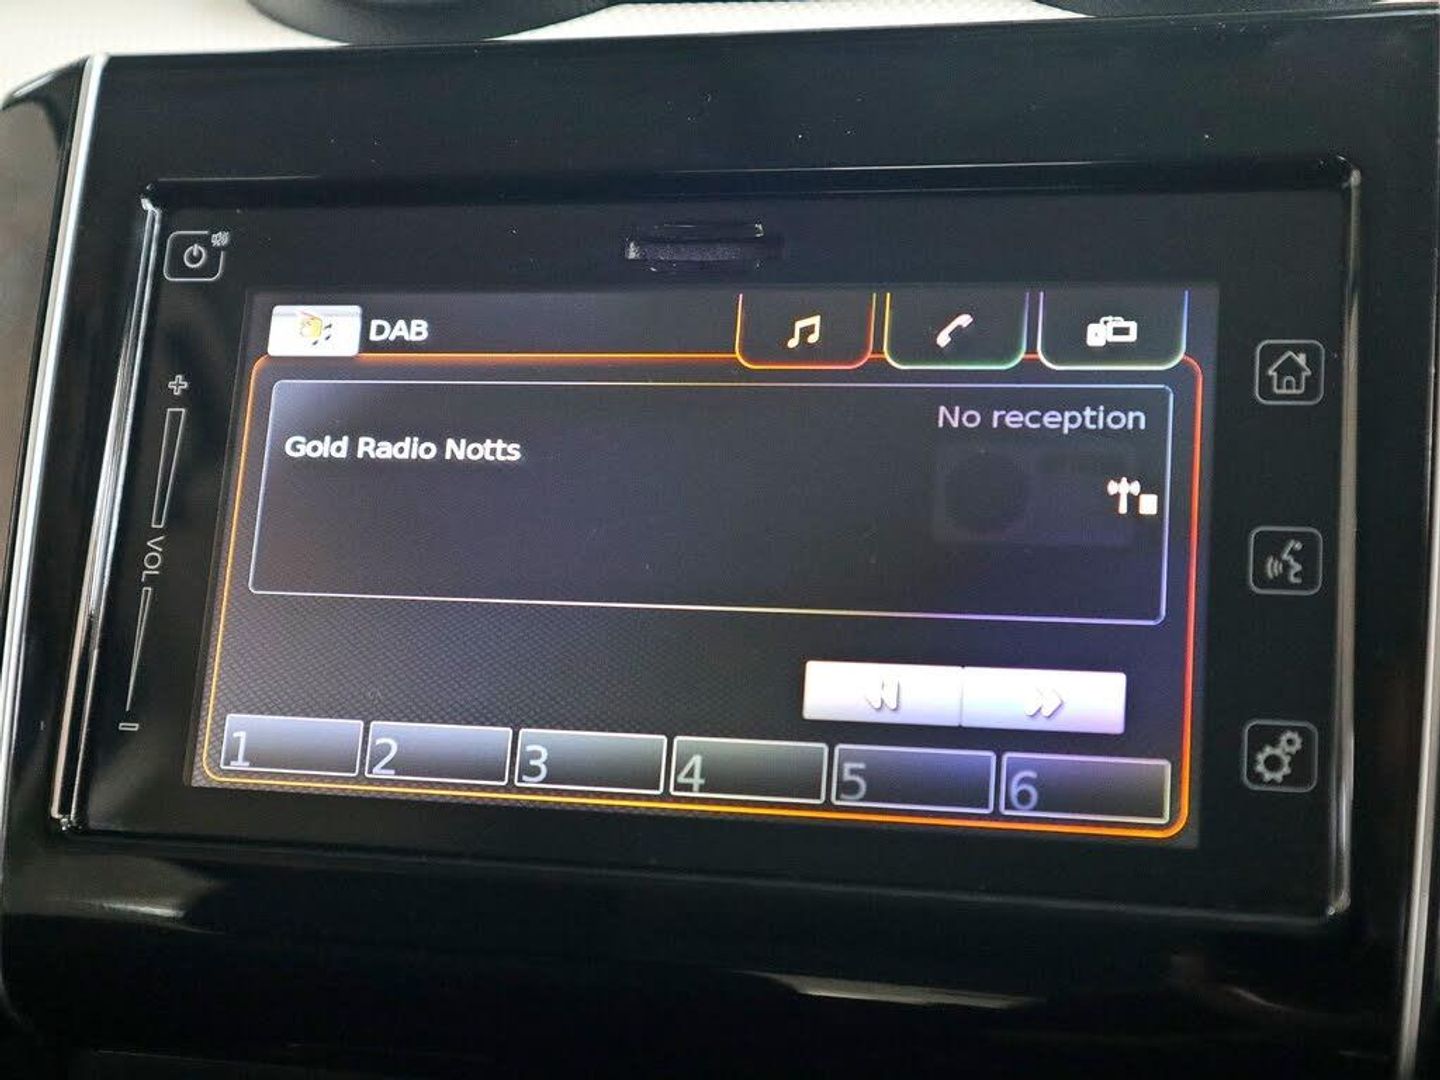 DAB
No reception
Gold Radio Notts
+
VOL
-
1 2 3 4 5 6